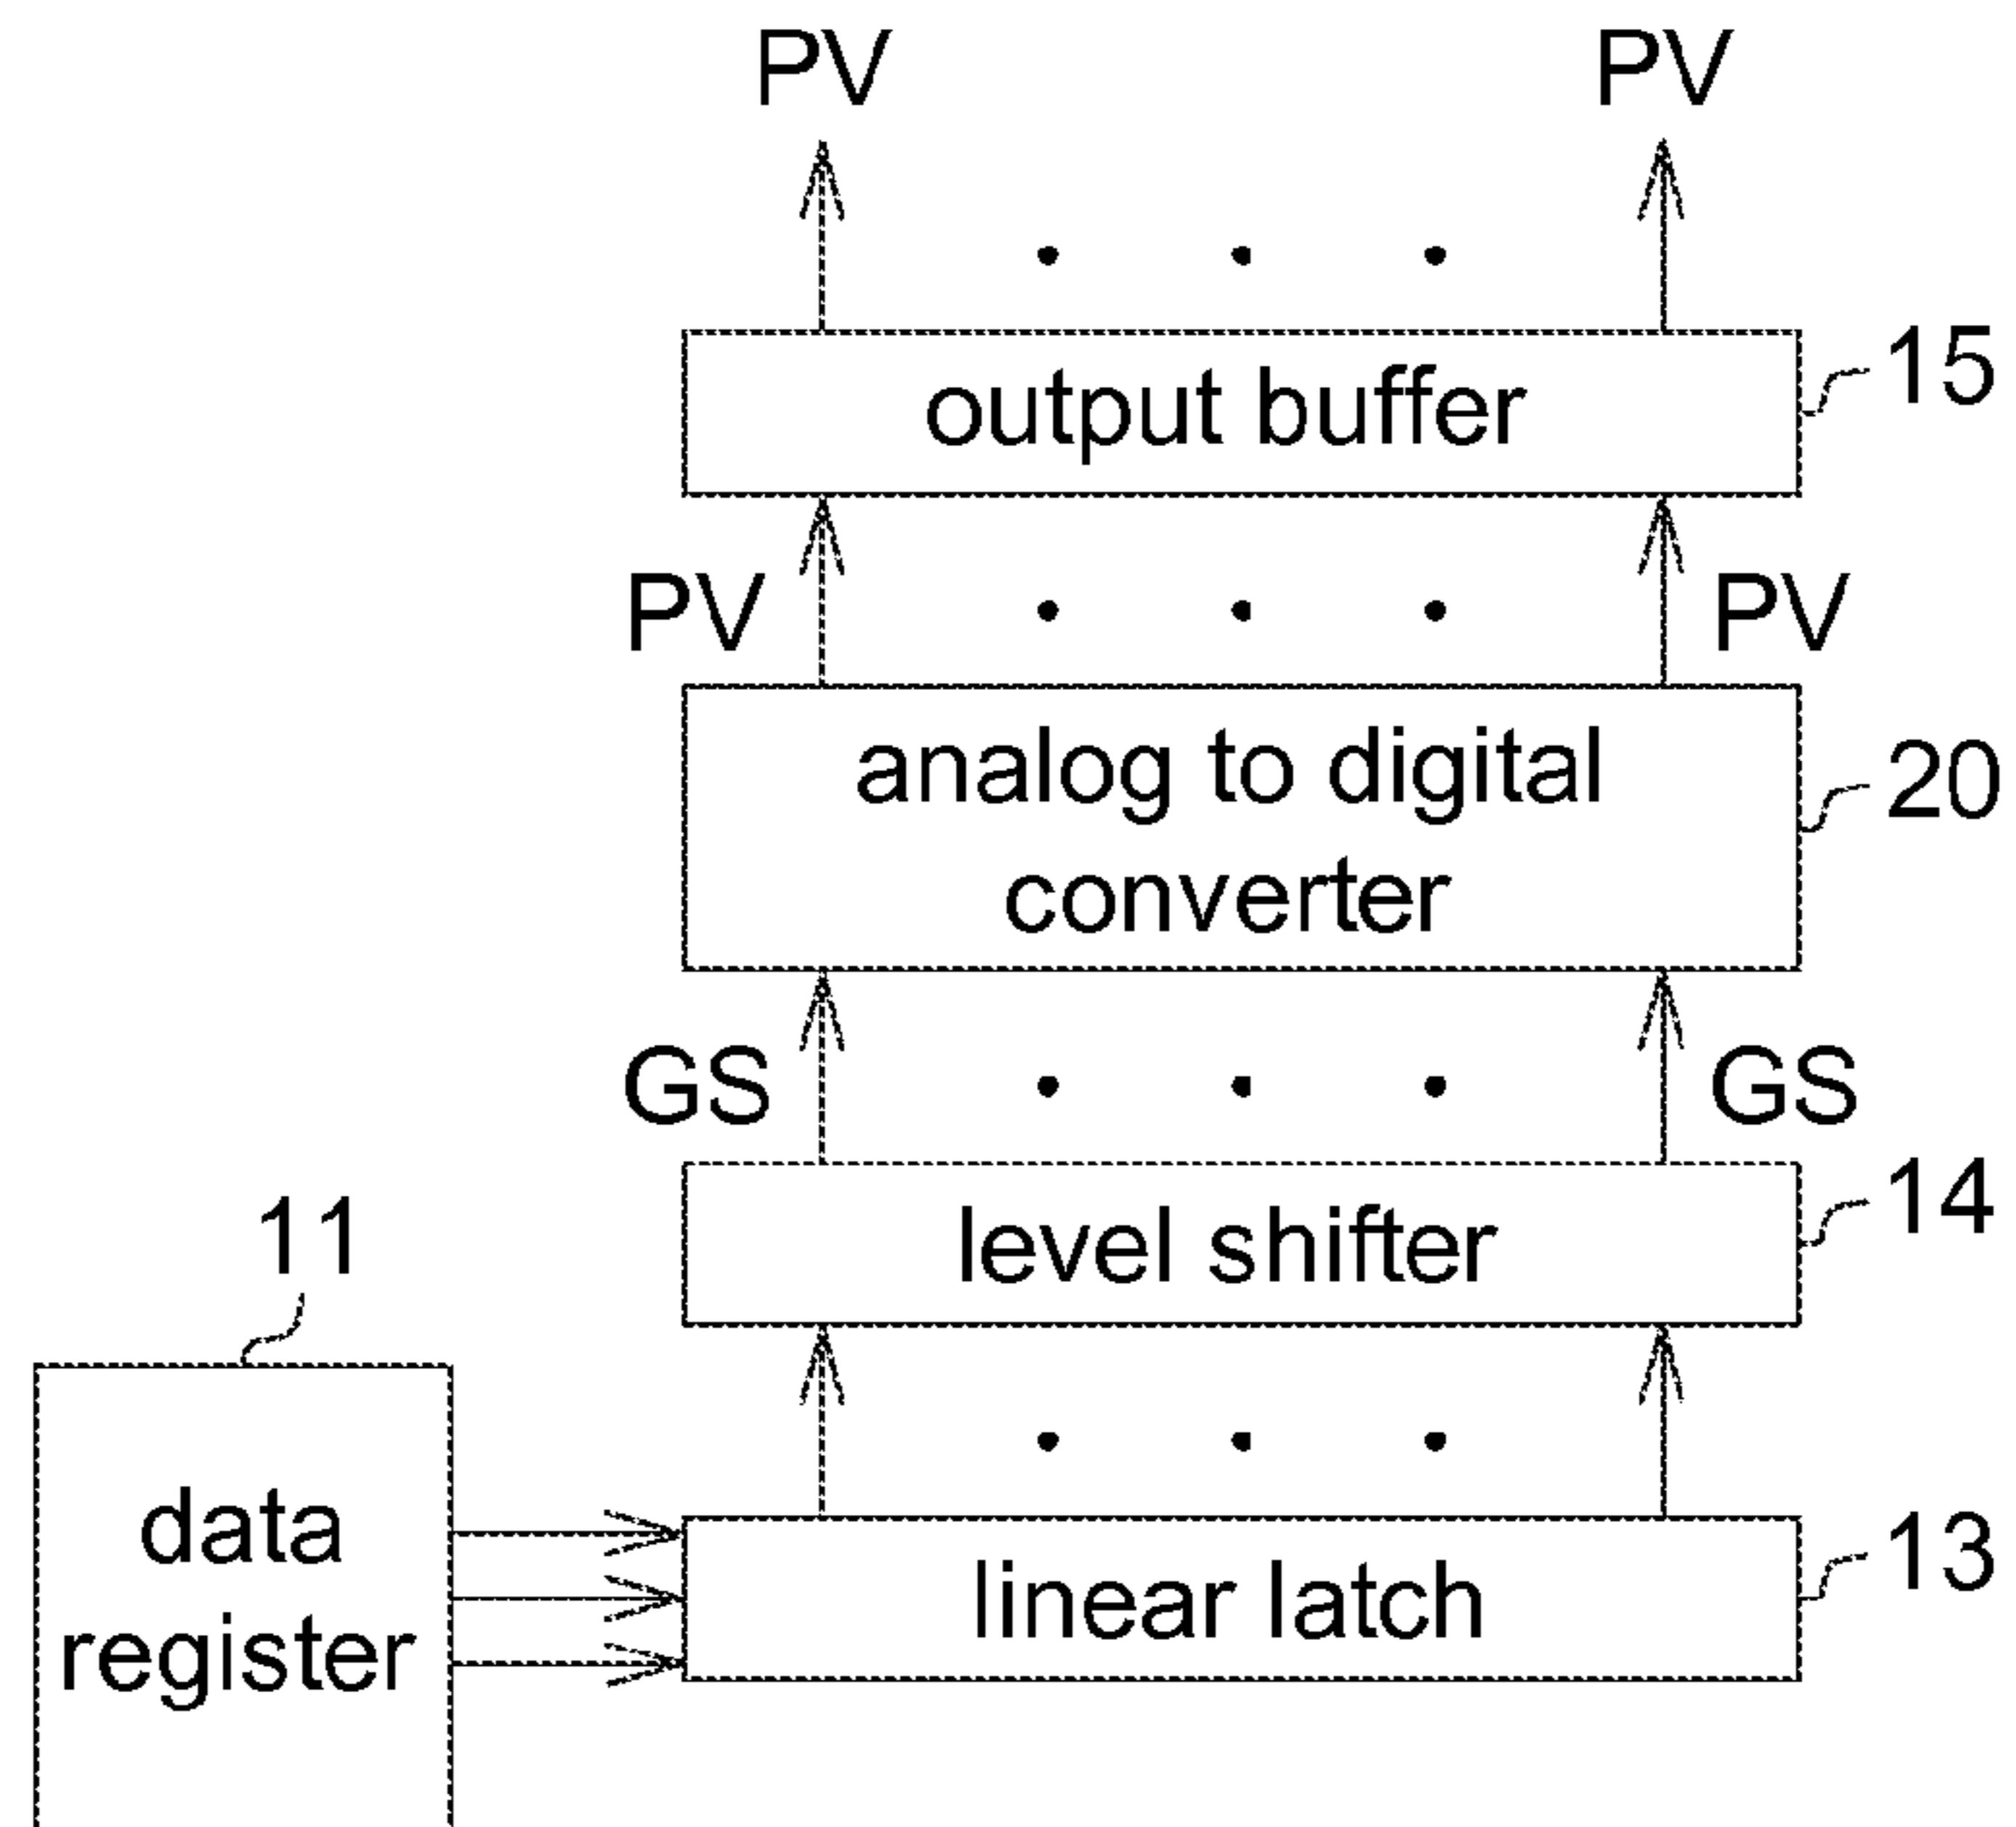 PV PV
output buffer 15
PV PV
analog to digital
converter 20
GS GS
level shifter 14
11
data
register
linear latch 13